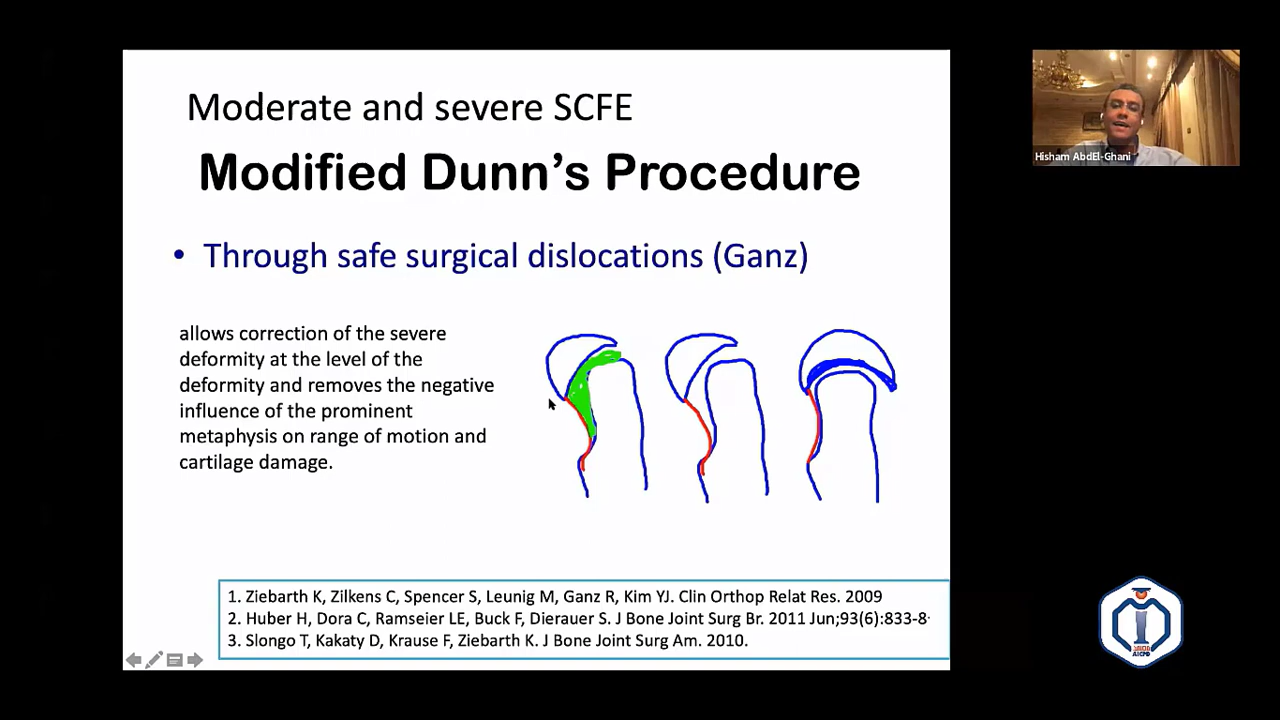 Moderate and severe SCFE
Modified Dunn's Procedure
• Through safe surgical dislocations (Ganz)
allows correction of the severe
deformity at the level of the
deformity and removes the negative
influence of the prominent
metaphysis on range of motion and
cartilage damage.
1. Ziebarth K, Zilkens C, Spencer S, Leunig M, Ganz R, Kim YJ. Clin Orthop Relat Res. 2009
2. Huber H, Dora C, Ramseier LE, Buck F, Dierauer S. J Bone Joint Surg Br. 2011 Jun;93(6):833-8
3. Slongo T, Kakaty D, Krause F, Ziebarth K. J Bone Joint Surg Am. 2010.
Hisham AbdEl-Ghani